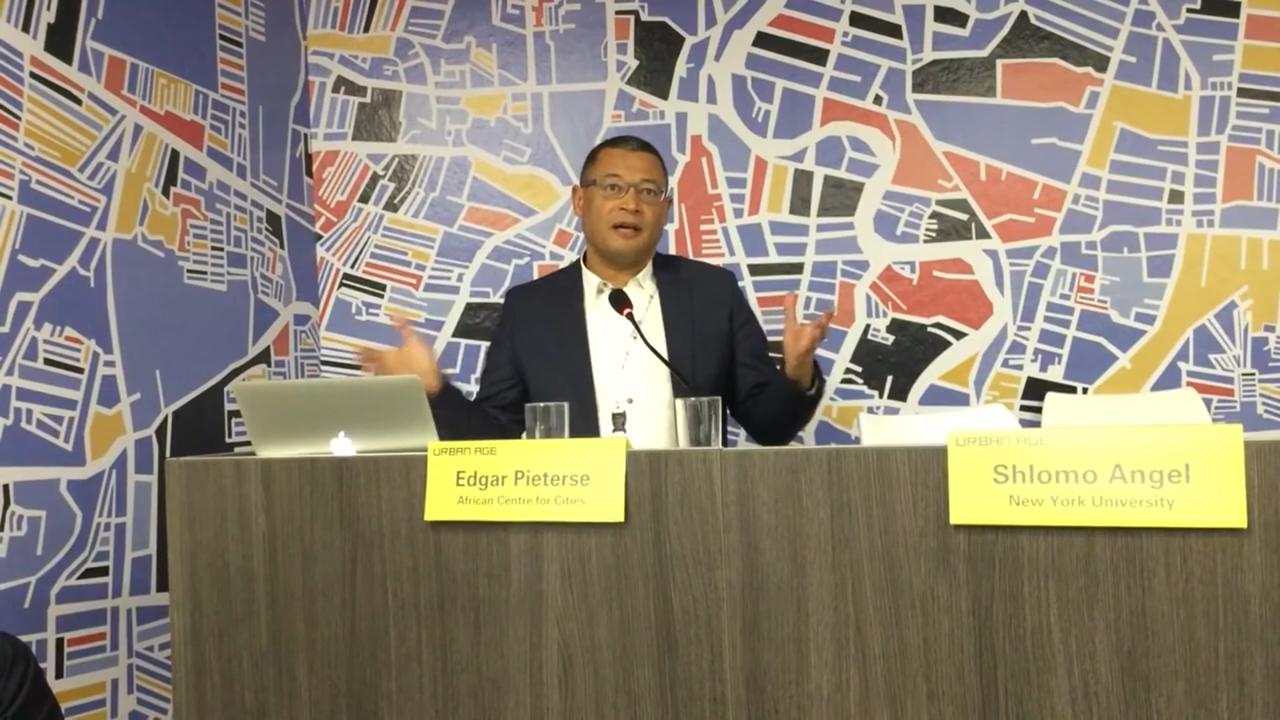 URBAN AGE
Edgar Pieterse
African Centre for Cities
URBAN AGE
Shlomo Angel
New York University